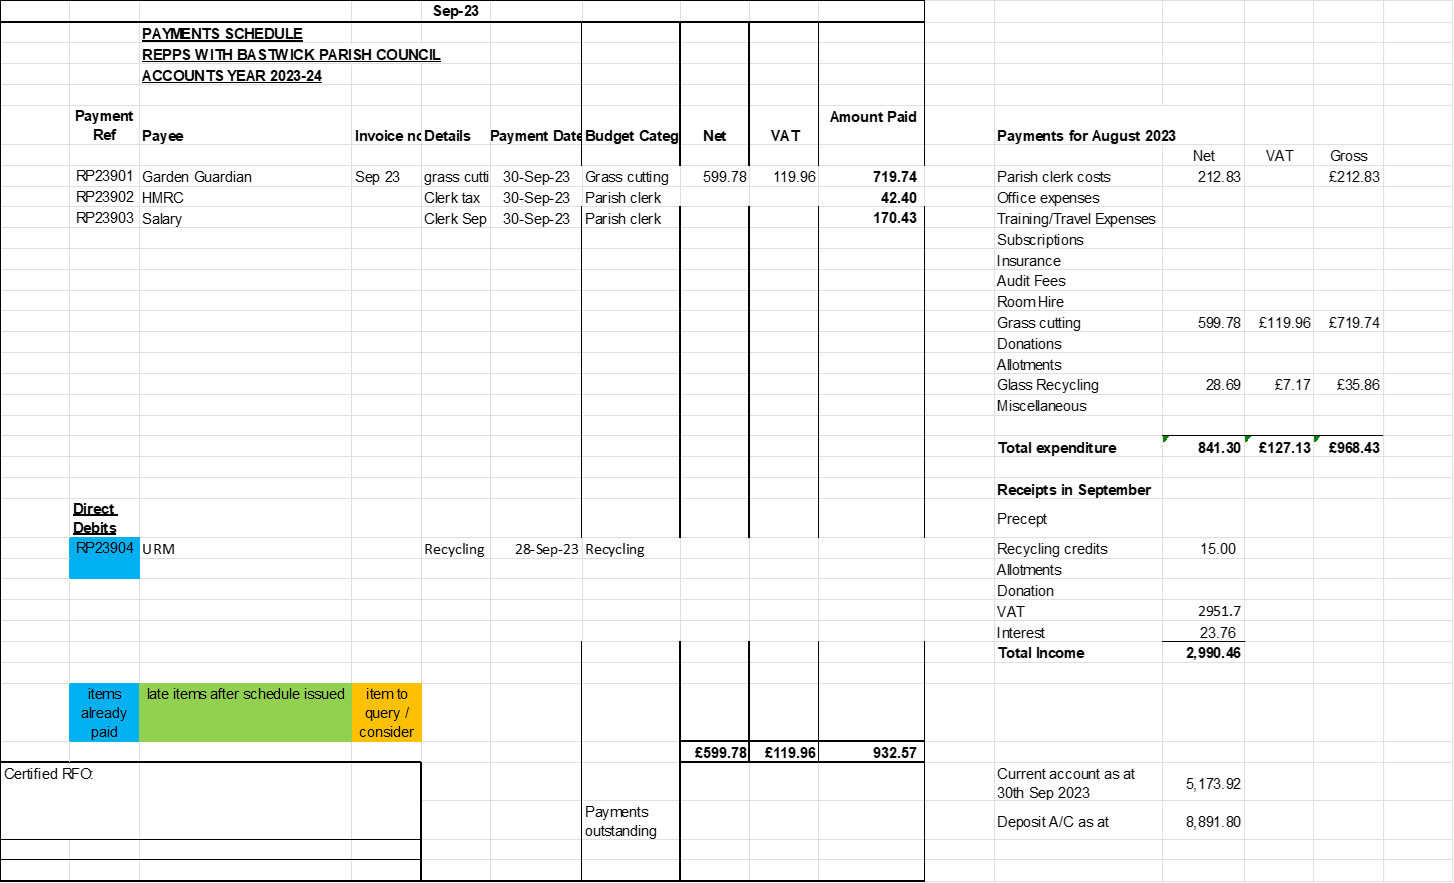 Sep-23
PAYMENTS SCHEDULE
REPPS WITH BASTWICK PARISH COUNCIL
ACCOUNTS YEAR 2023-24
Payment Ref Payee Invoice no Details Payment Date Budget Categ Net VAT Amount Paid
RP23901 Garden Guardian Sep 23 grass cutti 30-Sep-23 Grass cutting 599.78 119.96 719.74
RP23902 HMRC Clerk tax 30-Sep-23 Parish clerk 42.40
RP23903 Salary Clerk Sep 30-Sep-23 Parish clerk 170.43
Direct
Debits
RP23904 URM Recycling 28-Sep-23 Recycling
items
already
paid
late items after schedule issued
item to
query /
consider
£599.78 £119.96 932.57
Certified RFO:
Payments
outstanding
Payments for August 2023
Net VAT Gross
Parish clerk costs 212.83 £212.83
Office expenses
Training/Travel Expenses
Subscriptions
Insurance
Audit Fees
Room Hire
Grass cutting 599.78 £119.96 £719.74
Donations
Allotments
Glass Recycling 28.69 £7.17 £35.86
Miscellaneous
Total expenditure 841.30 £127.13 £968.43
Receipts in September
Precept
Recycling credits 15.00
Allotments
Donation
VAT 2951.7
Interest 23.76
Total Income 2,990.46
Current account as at
30th Sep 2023 5,173.92
Deposit A/C as at 8,891.80